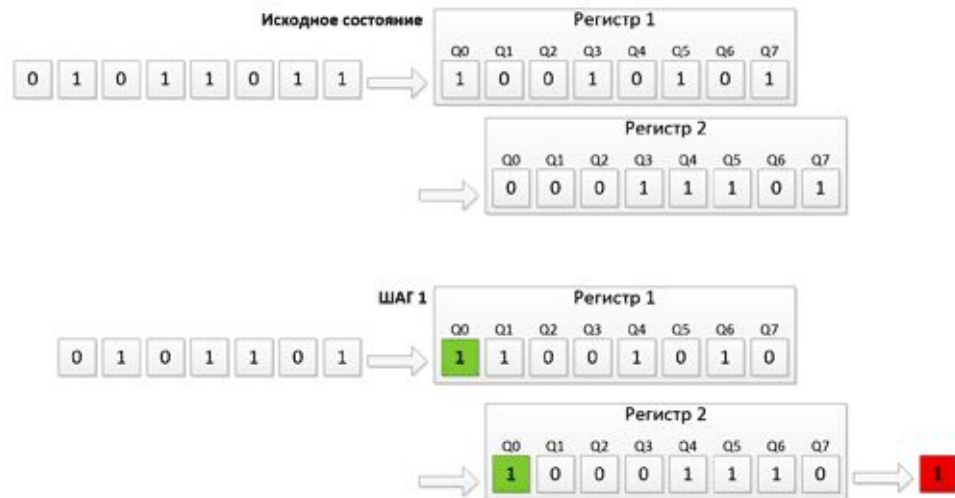 Исходное состояние
Регистр 1
Q0 Q1 Q2 Q3 Q4 Q5 Q6 Q7
0 1 0 1 1 0 1 1 1 0 0 1 0 1 0 1
Регистр 2
Q0 Q1 Q2 Q3 Q4 Q5 Q6 Q7
0 0 0 1 1 1 0 1
ШАГ 1
Регистр 1
Q0 Q1 Q2 Q3 Q4 Q5 Q6 Q7
0 1 0 1 1 0 1 1 1 0 0 1 0 1 0
Регистр 2
Q0 Q1 Q2 Q3 Q4 Q5 Q6 Q7
1 0 0 0 1 1 1 0 1